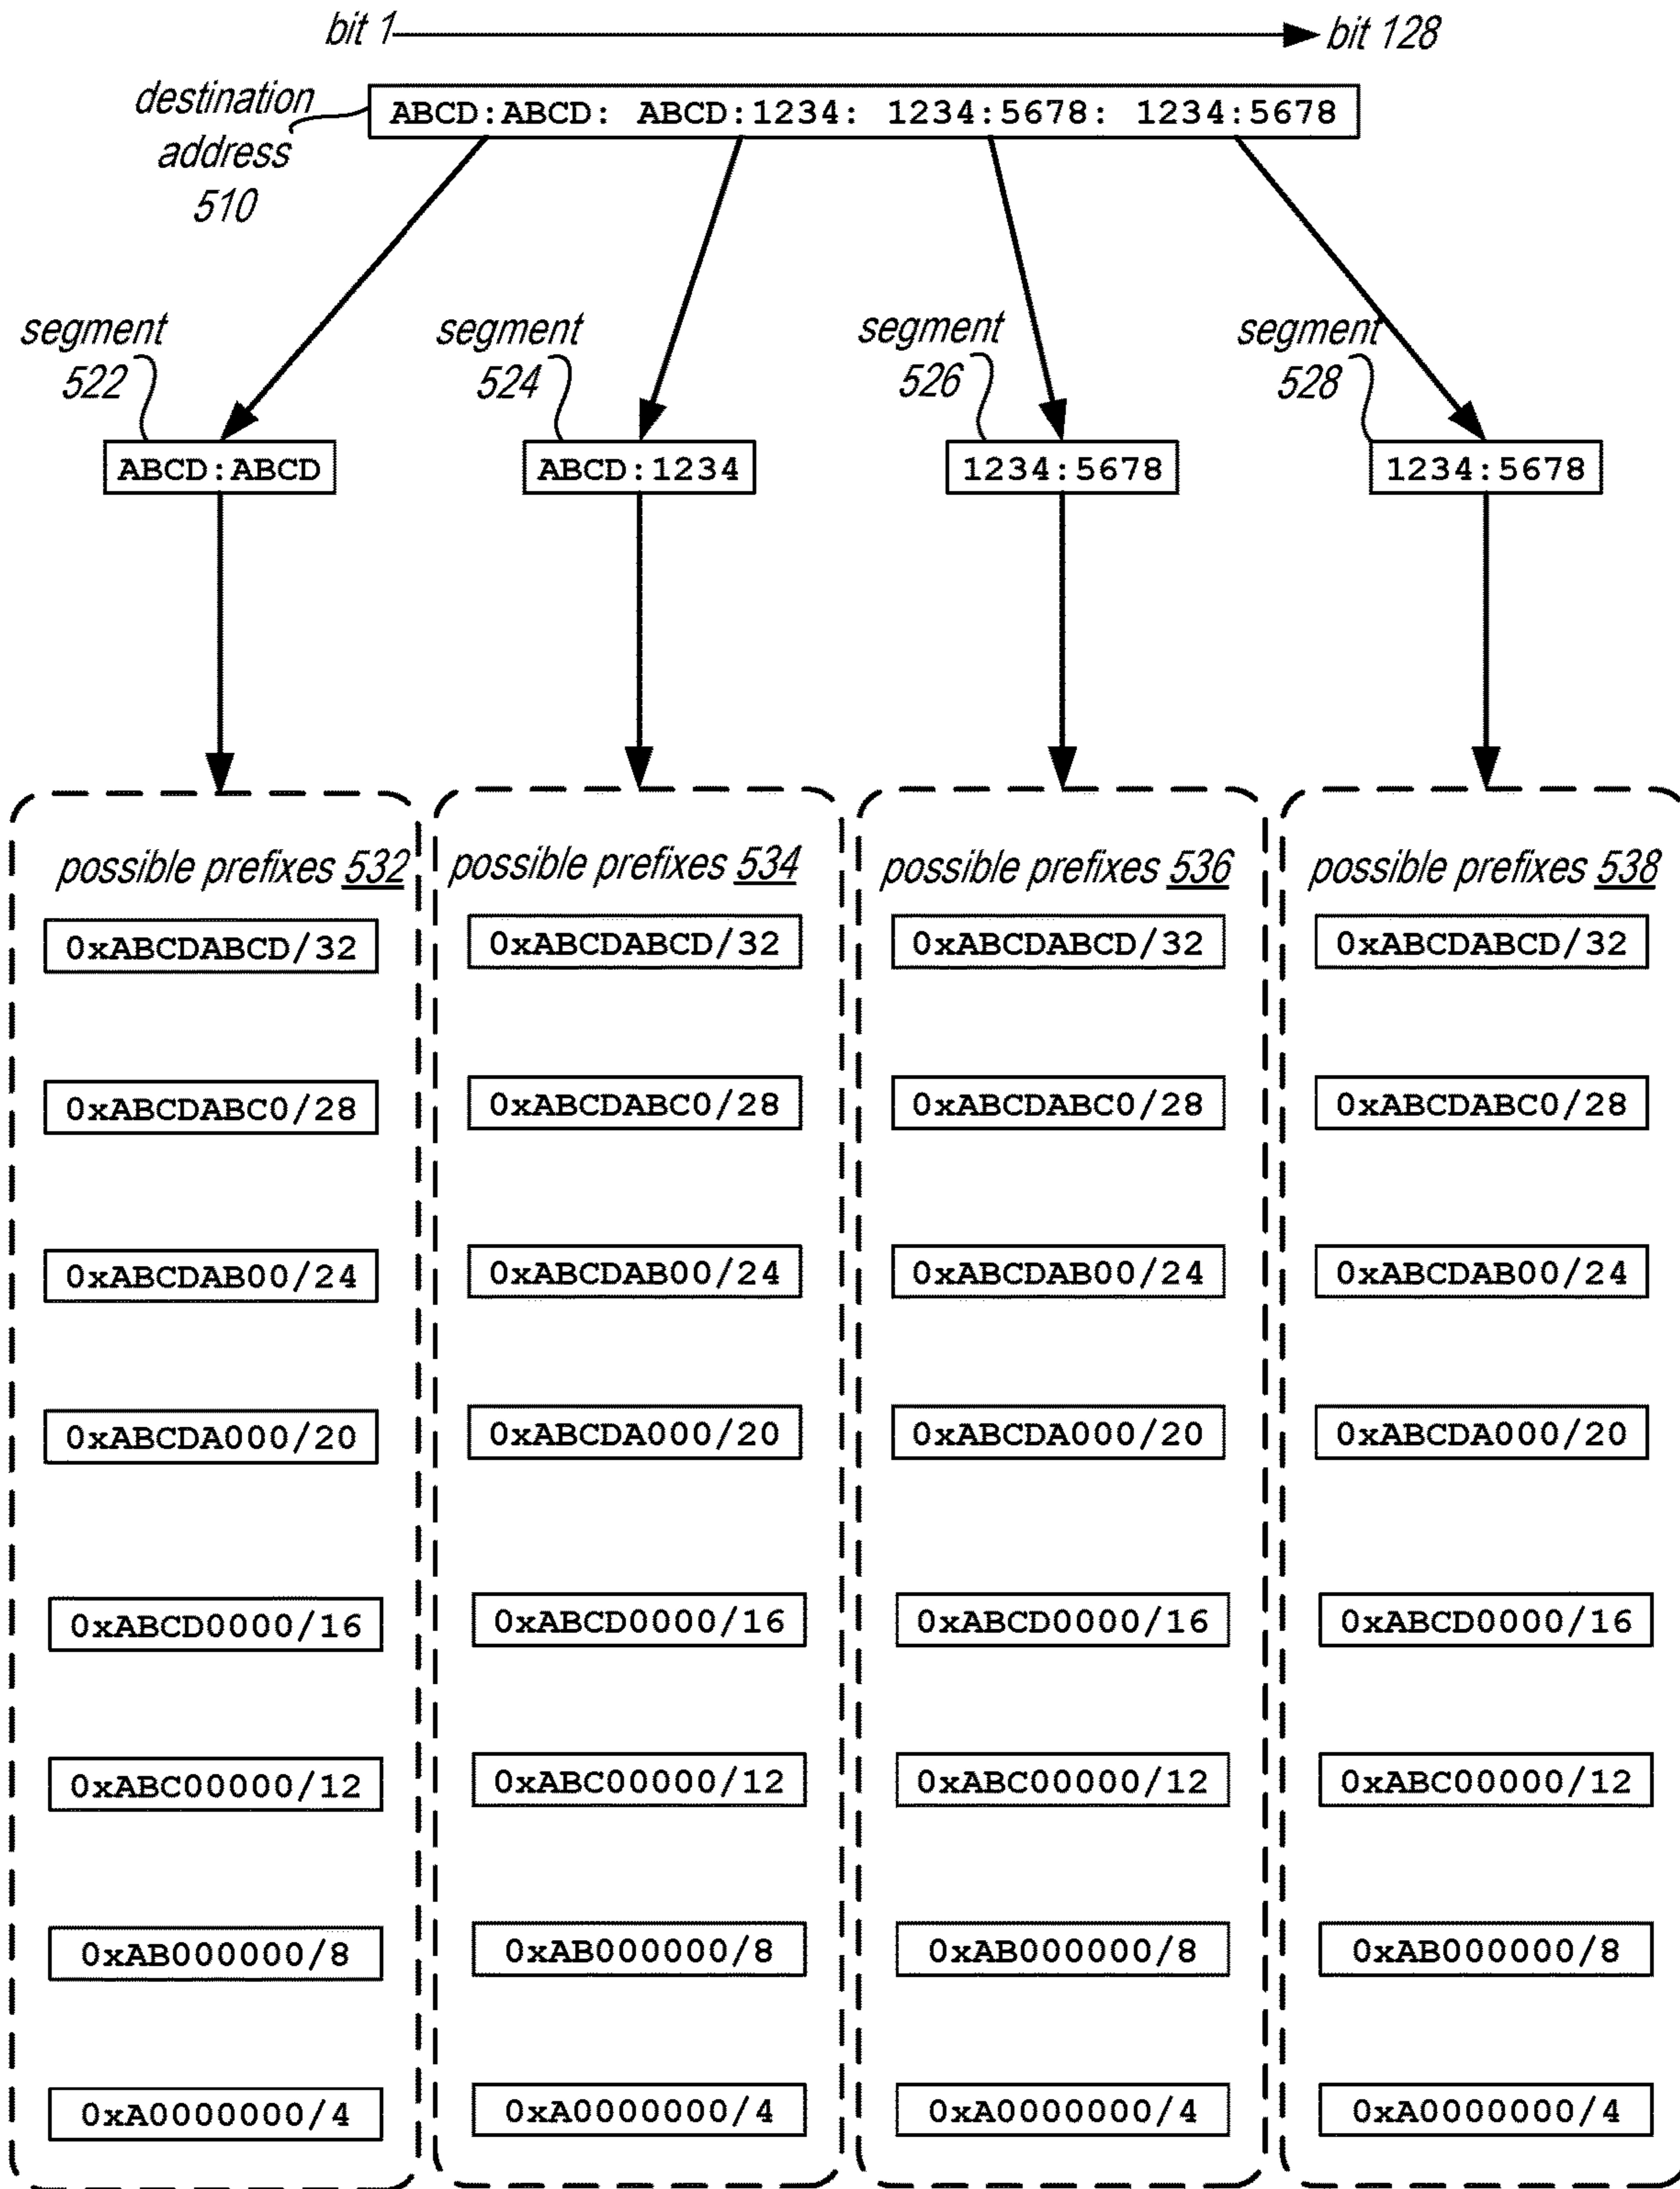 bit 1
bit 128
destination
address
510
ABCD:ABCD: ABCD:1234: 1234:5678: 1234:5678
segment
522
segment
524
segment
526
segment
528
ABCD:ABCD
ABCD:1234
1234:5678
1234:5678
possible prefixes 532
0xABCDABCD/32
0xABCDABC0/28
0xABCDAB00/24
0xABCDA000/20
0xABCD0000/16
0xABC00000/12
0xAB000000/8
0xA0000000/4
possible prefixes 534
0xABCDABCD/32
0xABCDABC0/28
0xABCDAB00/24
0xABCDA000/20
0xABCD0000/16
0xABC00000/12
0xAB000000/8
0xA0000000/4
possible prefixes 536
0xABCDABCD/32
0xABCDABC0/28
0xABCDAB00/24
0xABCDA000/20
0xABCD0000/16
0xABC00000/12
0xAB000000/8
0xA0000000/4
possible prefixes 538
0xABCDABCD/32
0xABCDABC0/28
0xABCDAB00/24
0xABCDA000/20
0xABCD0000/16
0xABC00000/12
0xAB000000/8
0xA0000000/4